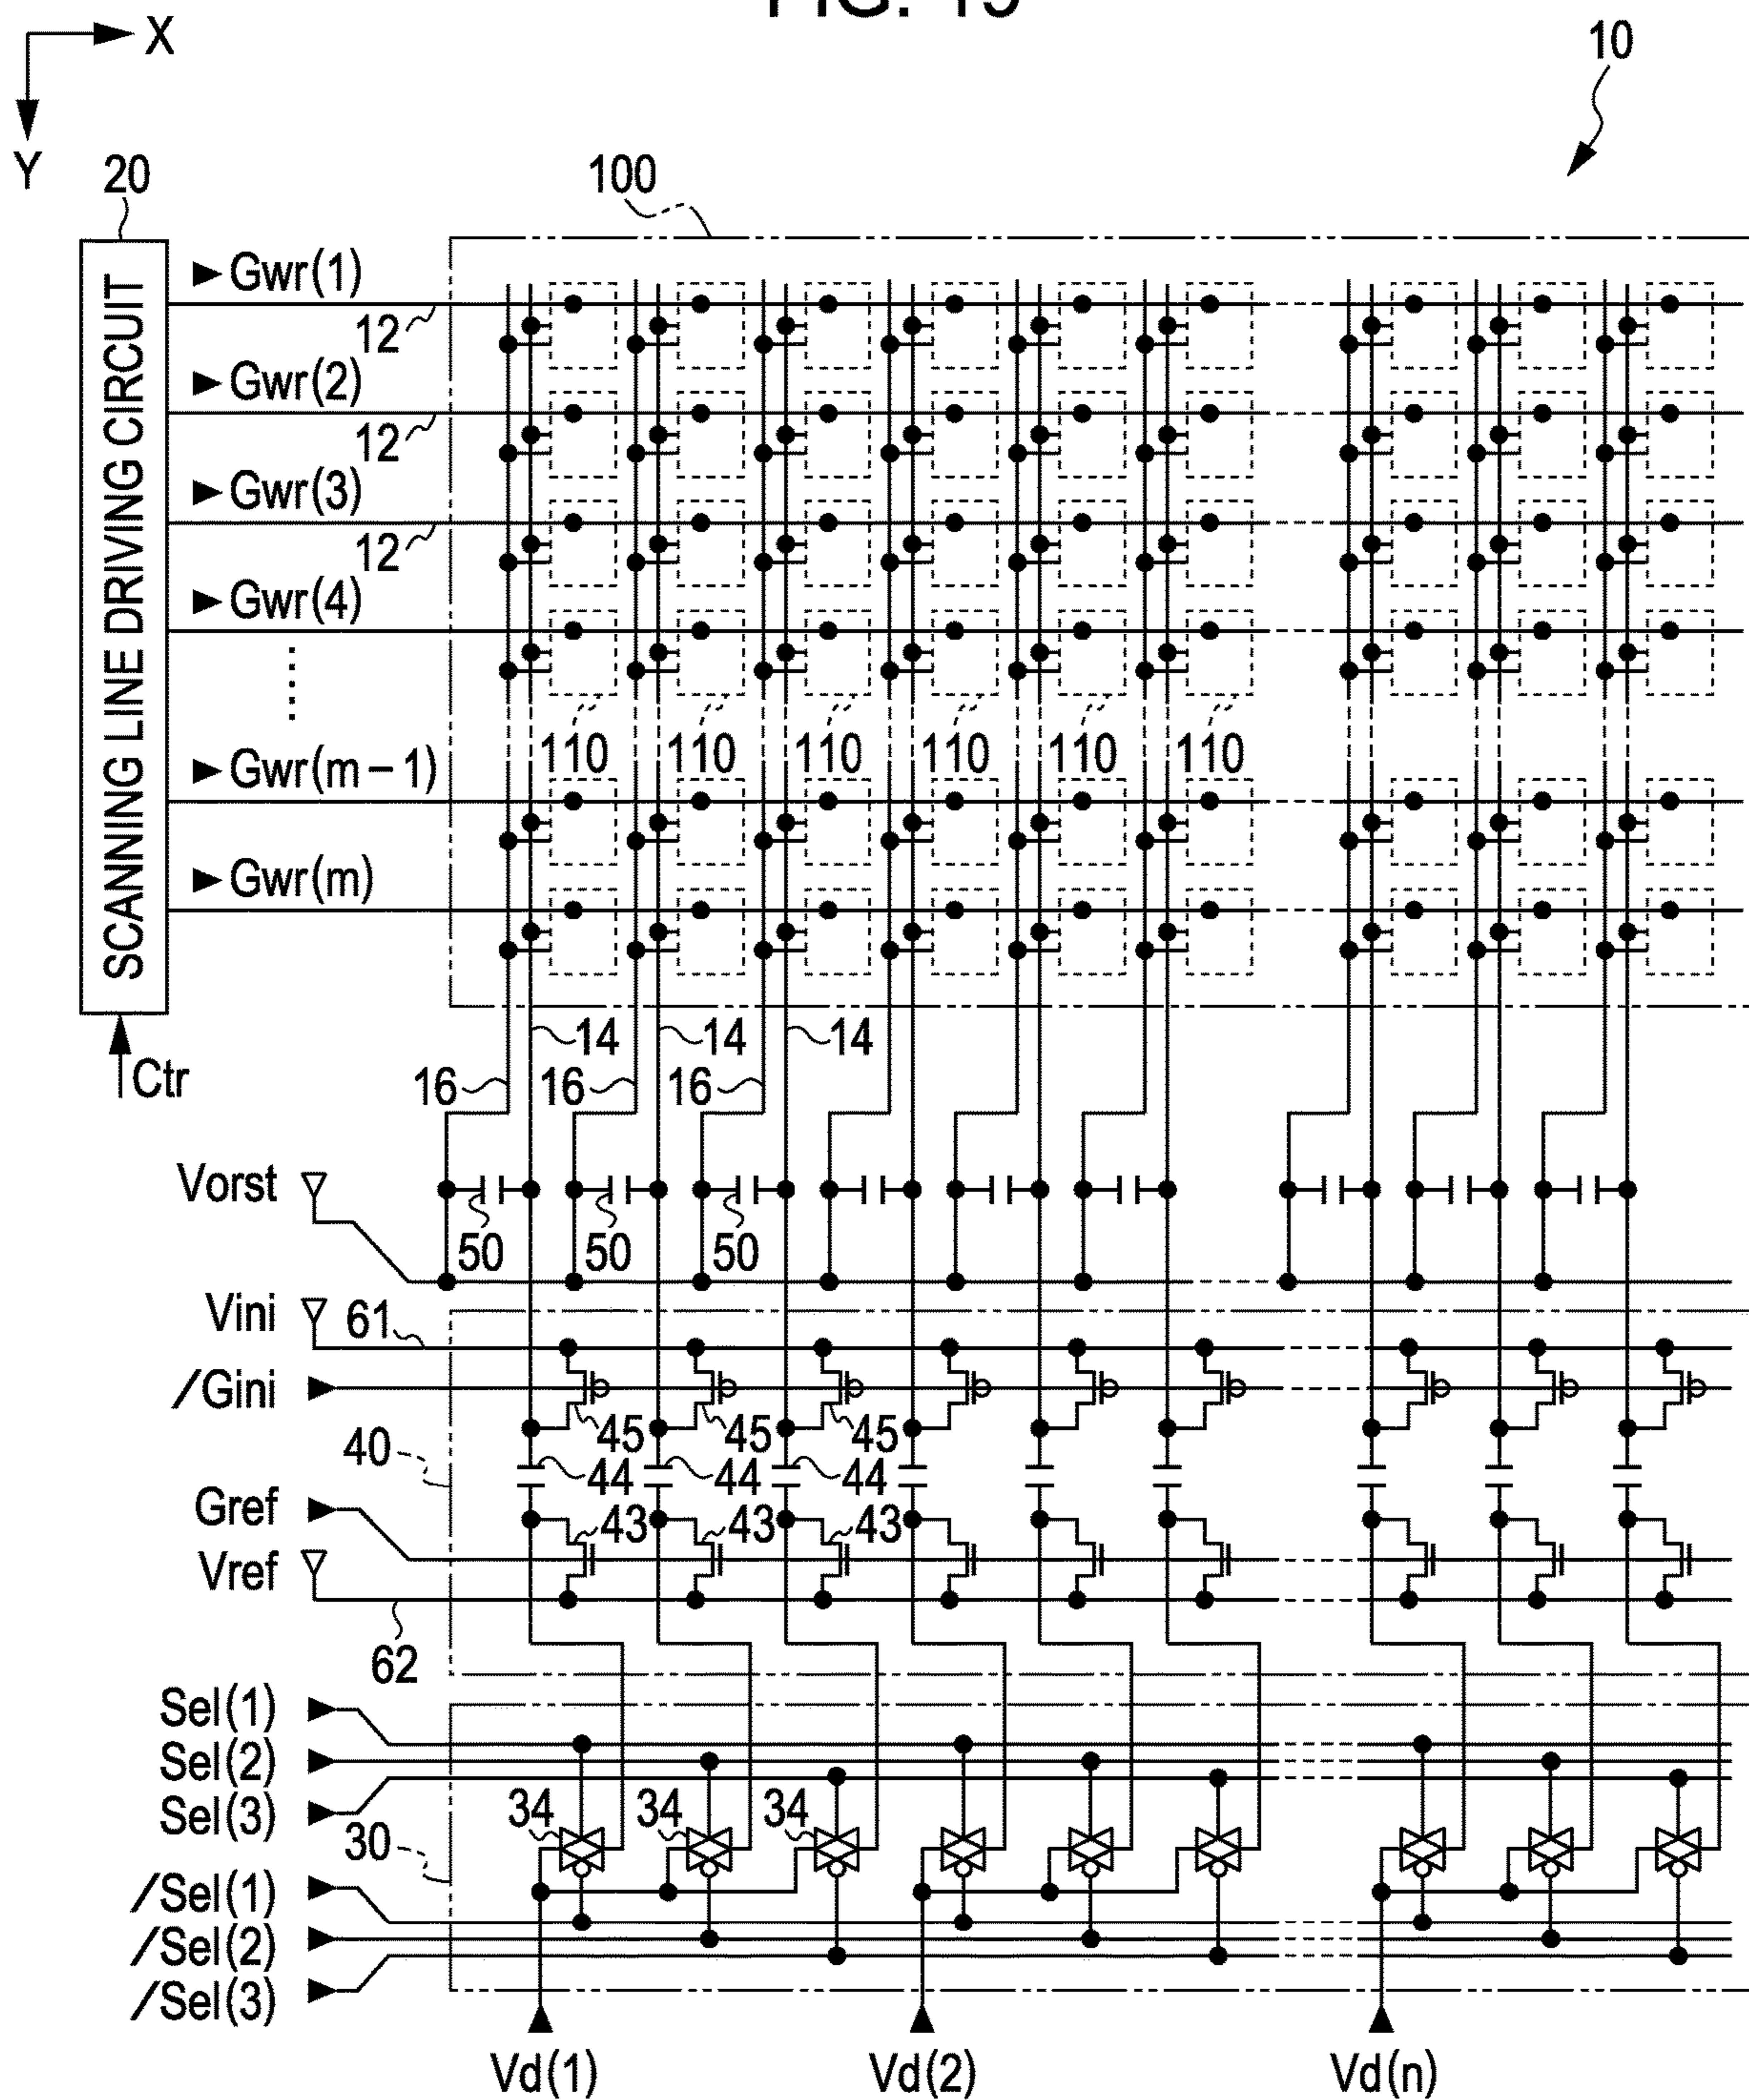 X
10
Y
20
100
SCANNING LINE DRIVING CIRCUIT
Gwr(1)
12
Gwr(2)
12
Gwr(3)
12
Gwr(4)
110 110 110 110 110 110
Gwr(m－1)
Gwr(m)
14 14 14
Ctr
16 16 16
Vorst
50 50 50
Vini
61
/Gini
45 45 45
40
44 44 44
Gref
43 43 43
Vref
62
Sel(1)
Sel(2)
Sel(3)
34 34 34
30
/Sel(1)
/Sel(2)
/Sel(3)
Vd(1) Vd(2) Vd(n)